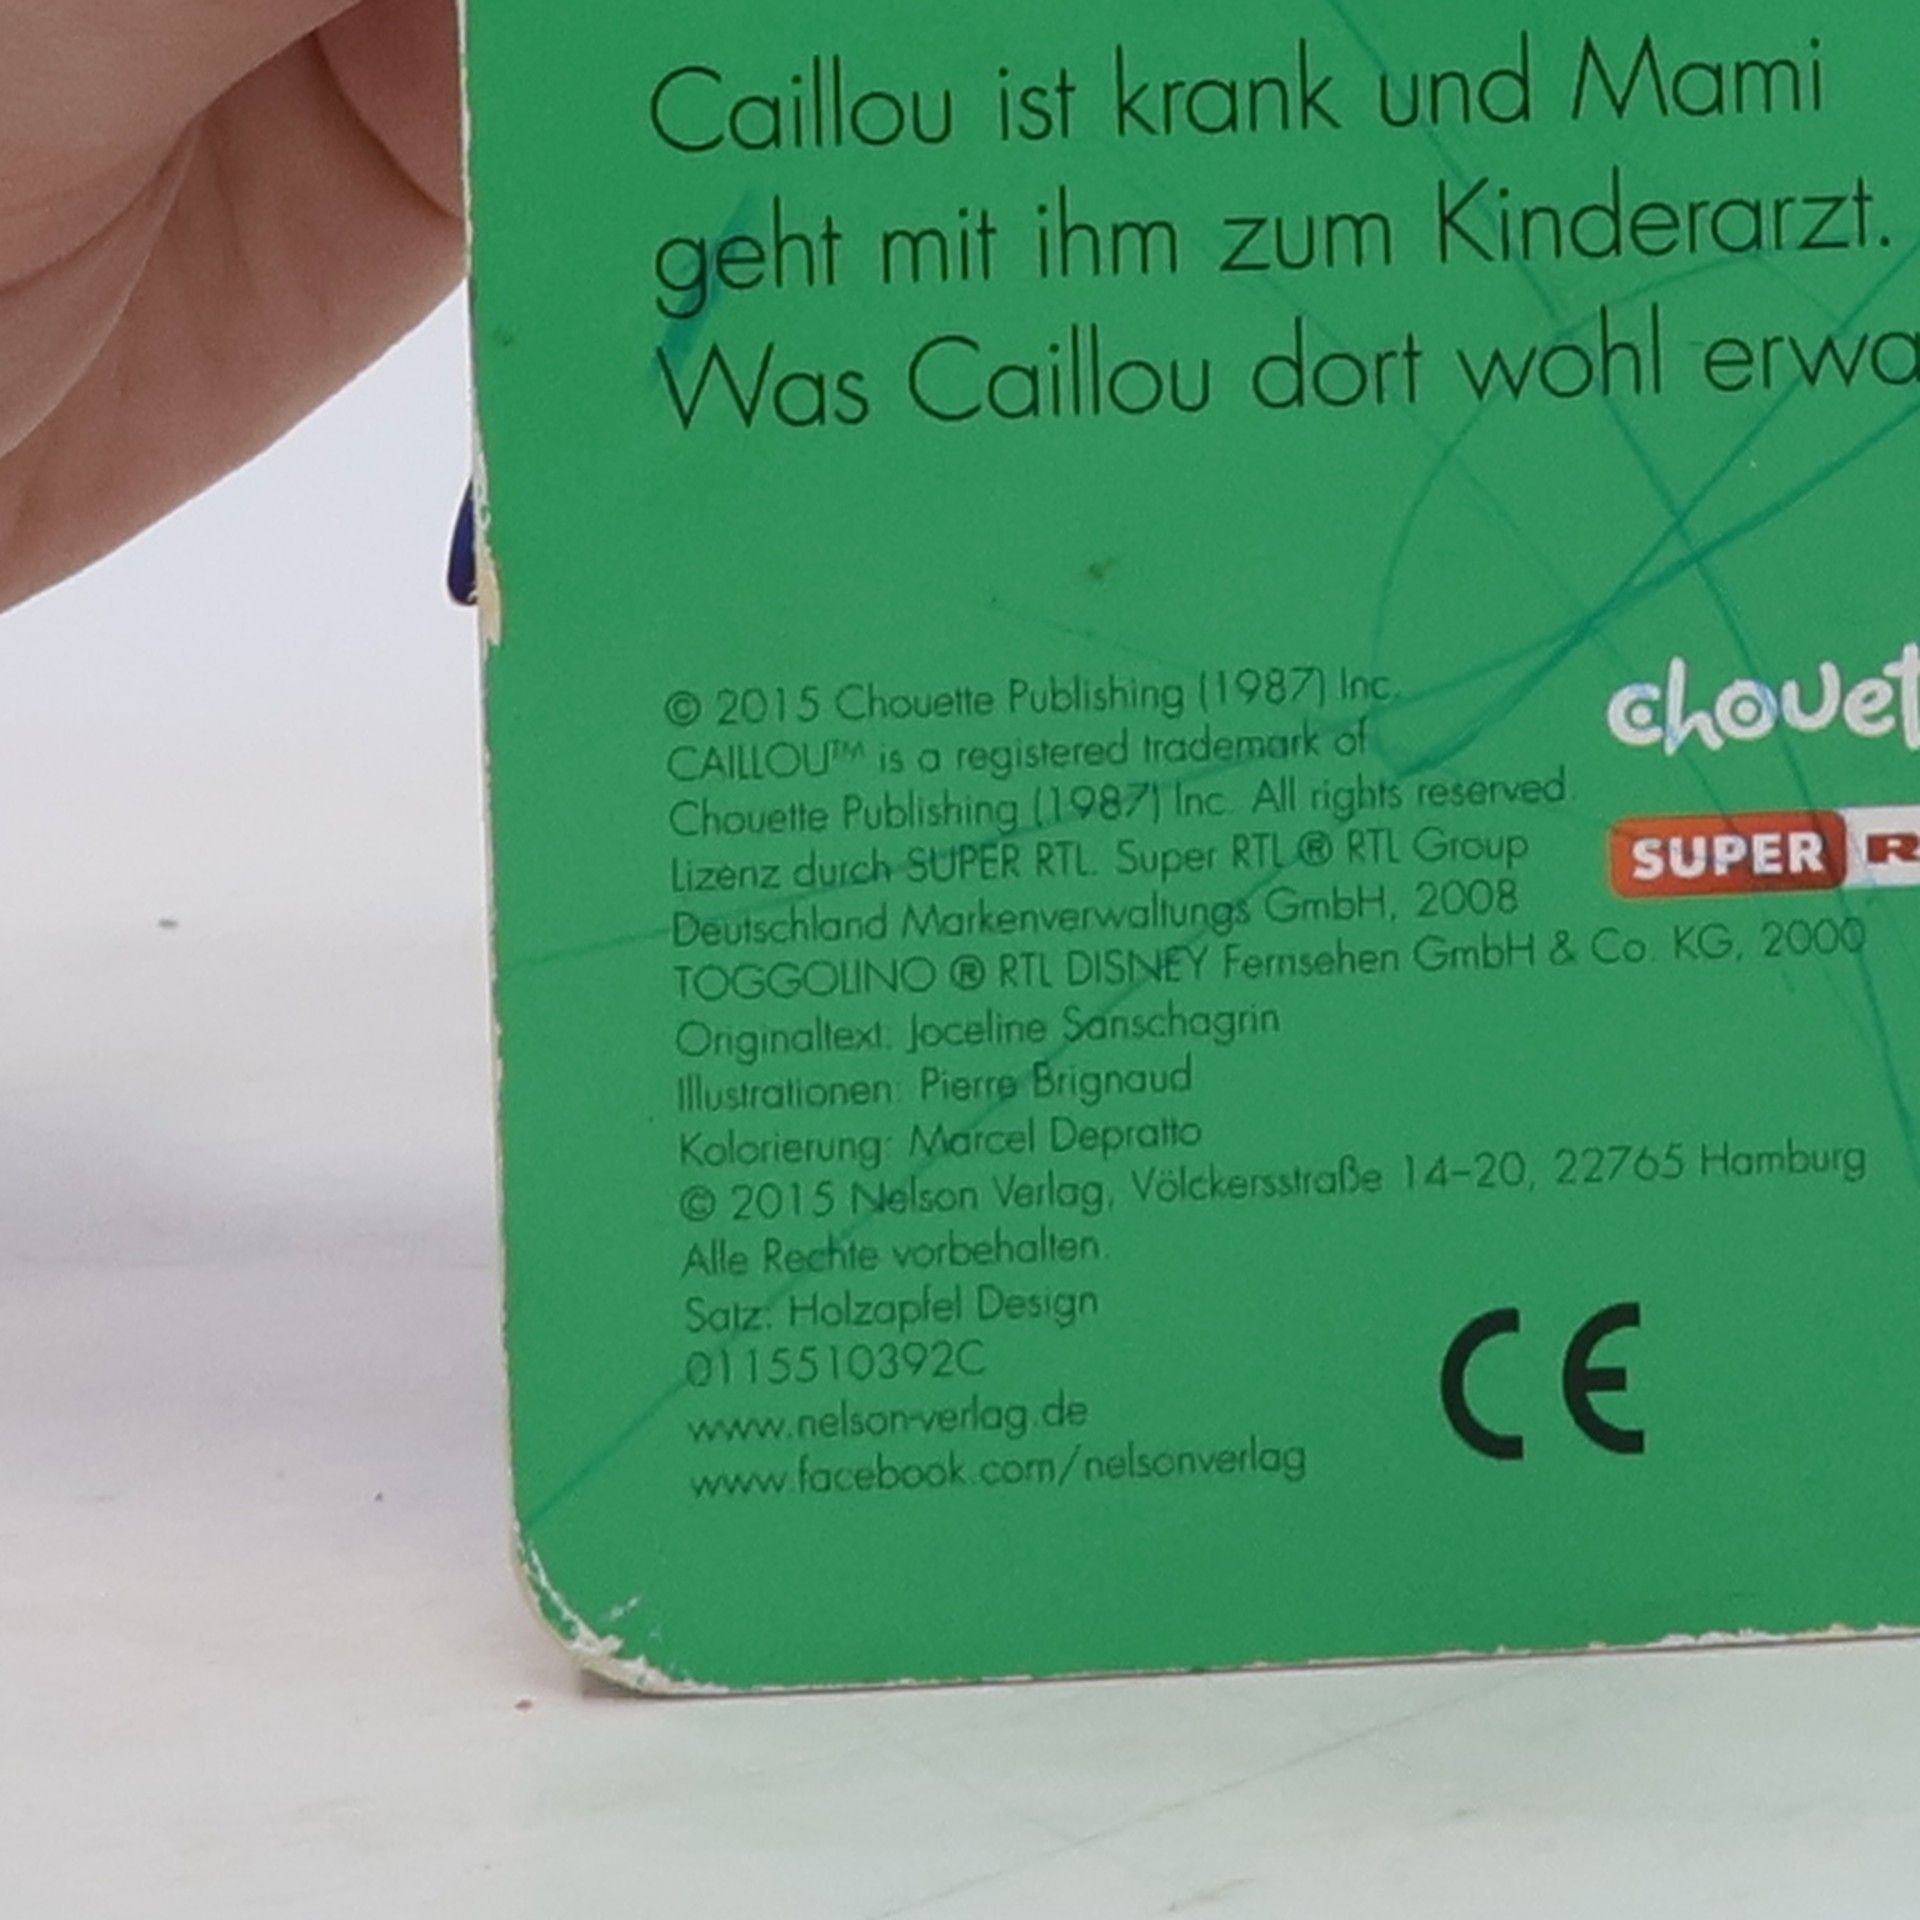 Caillou ist krank und Mami
geht mit ihm zum Kinderarzt.
Was Caillou dort wohl
© 2015 Chouette Publishing (1987) Inc.
CAILLOU™ is a registered trademark of
Chouette Publishing (1987) Inc. All rights reserved.
Lizenz durch SUPER RTL. Super RTL ® RTL Group
Deutschland Markenverwaltungs GmbH, 2008
TOGGOLINO ® RTL DISNEY Fernsehen GmbH & Co. KG, 2000
Originaltext: Joceline Sanschagrin
Illustrationen: Pierre Brignaud
Kolorierung: Marcel Depratto
© 2015 Nelson Verlag, Völckersstraße 14–20, 22765 Hamburg
Alle Rechte vorbehalten.
Satz: Holzapfel Design
0115510392C
www.nelson-verlag.de
www.facebook.com/nelsonverlag
SUPER
CE